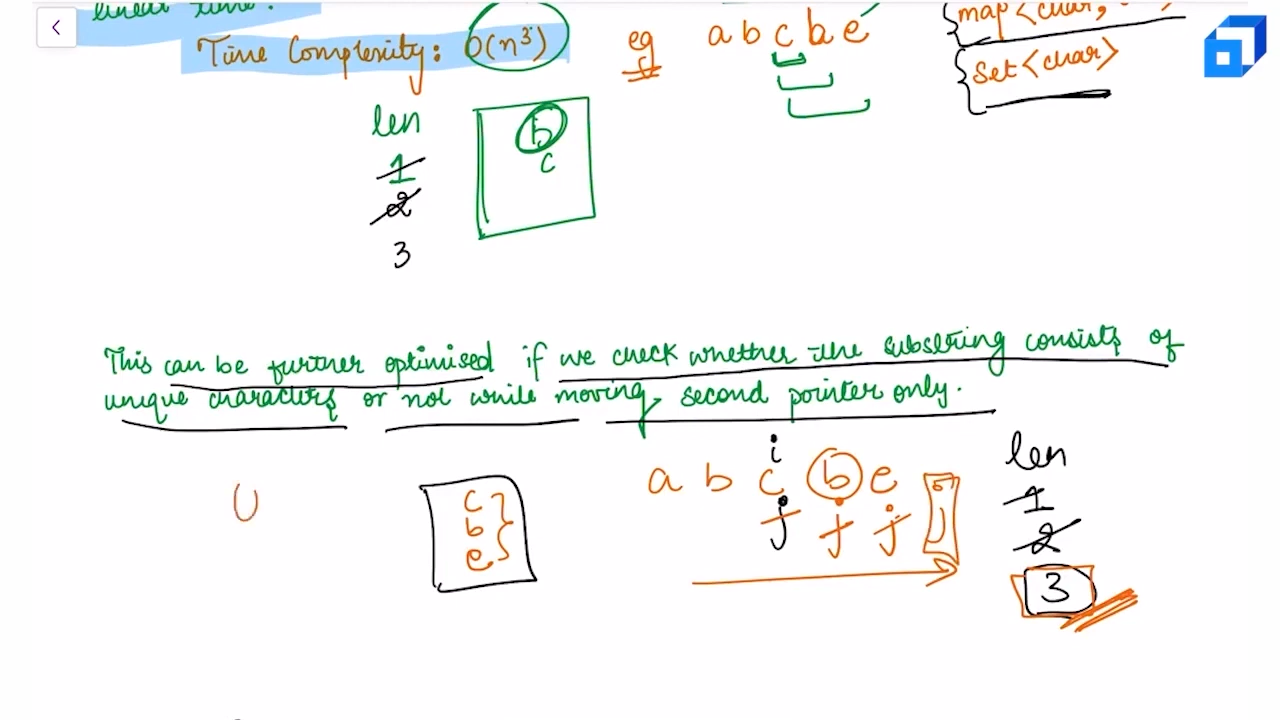 linear time.
map<char,
Time Complexity: O(n³) eg a b c b e Set<char>
len b
1 c
2
3
This can be further optimised if we check whether the substring consists of
unique characters or not while moving second pointer only.
i len
U c a b c b e 1
b j j j j 2
e 3